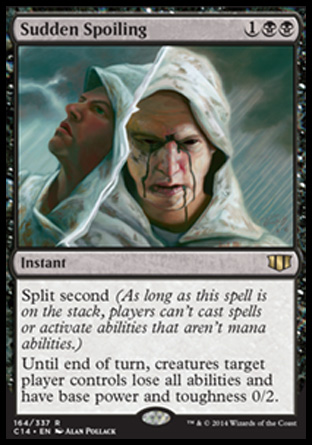 Sudden Spoiling 1
Instant
Split second (As long as this spell is
on the stack, players can't cast spells
or activate abilities that aren't mana
abilities.)
Until end of turn, creatures target
player controls lose all abilities and
have base power and toughness 0/2.
164/337 R
C14 • EN Alan Pollack
™ & © 2014 Wizards of the Coast